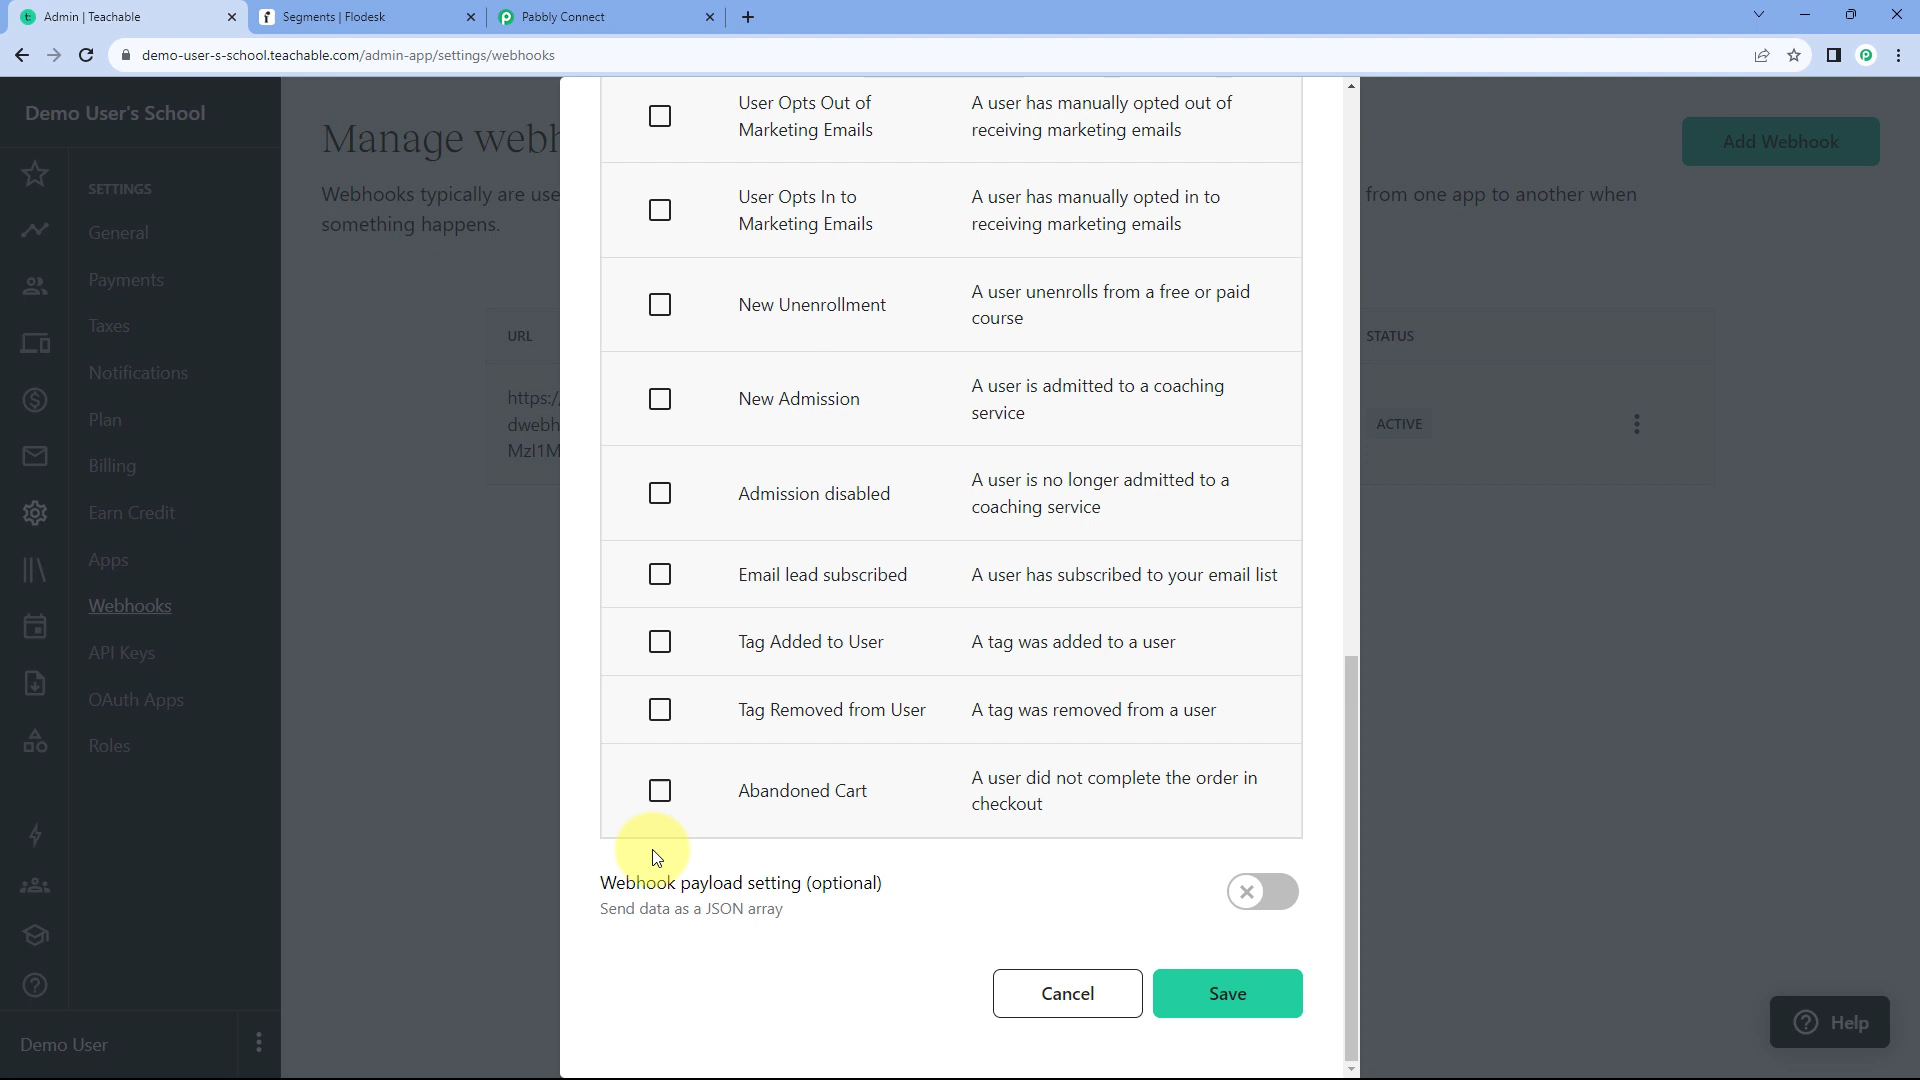 Admin | Teachable
Segments | Flodesk
Pabbly Connect
demo-user-s-school.teachable.com/admin-app/settings/webhooks
Demo User's School
SETTINGS
General
Payments
Taxes
Notifications
Plan
Billing
Earn Credit
Apps
Webhooks
API Keys
OAuth Apps
Roles
Demo User
Manage webh
Webhooks typically are use
from one app to another when
something happens.
Add Webhook
URL
STATUS
https:/
dwebh
MzI1M
ACTIVE
User Opts Out of
Marketing Emails
A user has manually opted out of
receiving marketing emails
User Opts In to
Marketing Emails
A user has manually opted in to
receiving marketing emails
New Unenrollment
A user unenrolls from a free or paid
course
New Admission
A user is admitted to a coaching
service
Admission disabled
A user is no longer admitted to a
coaching service
Email lead subscribed
A user has subscribed to your email list
Tag Added to User
A tag was added to a user
Tag Removed from User
A tag was removed from a user
Abandoned Cart
A user did not complete the order in
checkout
Webhook payload setting (optional)
Send data as a JSON array
Cancel
Save
Help